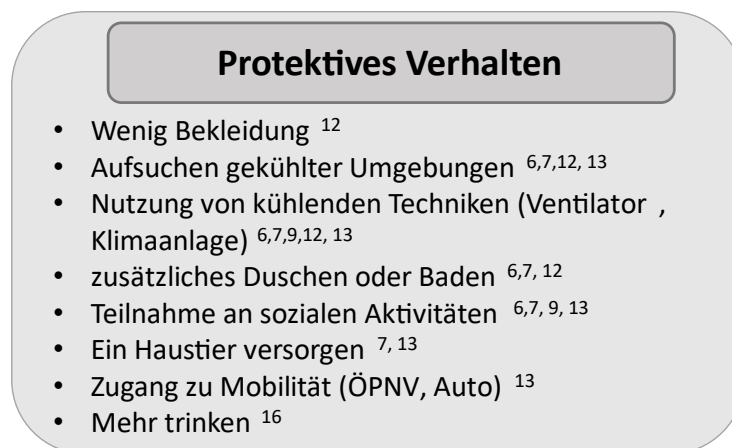 Protektives Verhalten
• Wenig Bekleidung 12
• Aufsuchen gekühlter Umgebungen 6,7,12, 13
• Nutzung von kühlenden Techniken (Ventilator ,
Klimaanlage) 6,7,9,12, 13
• zusätzliches Duschen oder Baden 6,7, 12
• Teilnahme an sozialen Aktivitäten 6,7, 9, 13
• Ein Haustier versorgen 7, 13
• Zugang zu Mobilität (ÖPNV, Auto) 13
• Mehr trinken 16